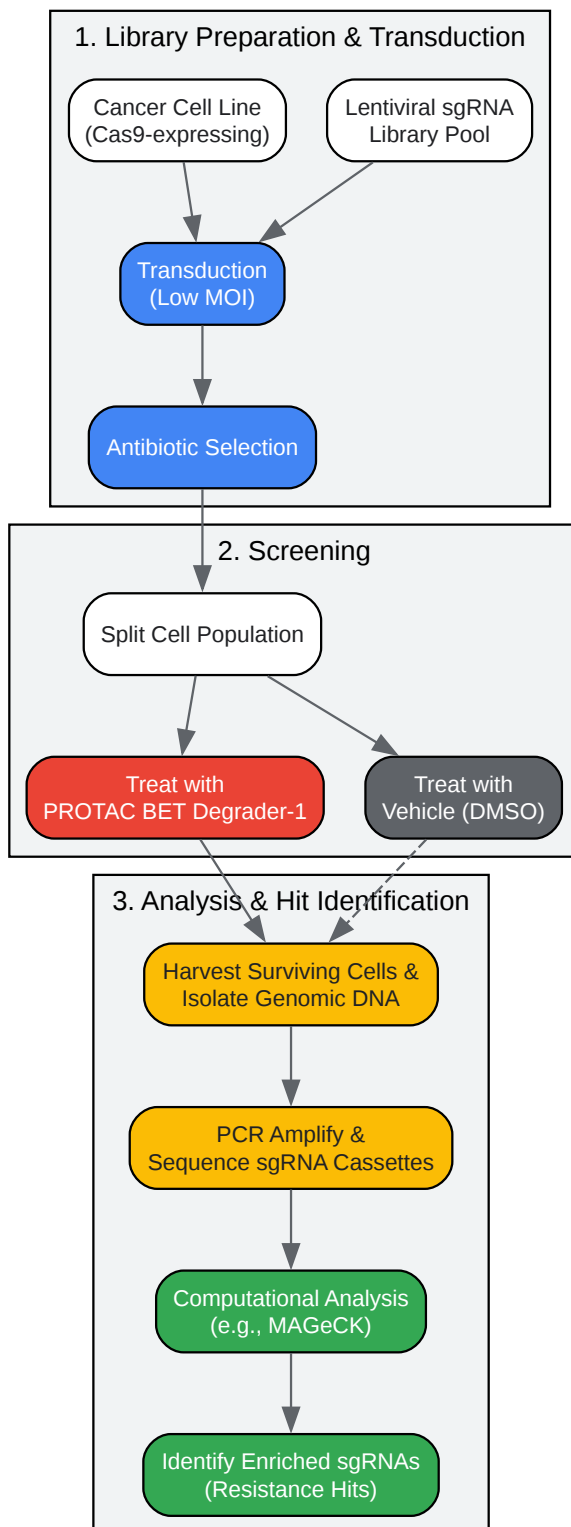 1. Library Preparation & Transduction
Cancer Cell Line
(Cas9-expressing)
Lentiviral sgRNA
Library Pool
Transduction
(Low MOI)
Antibiotic Selection
2. Screening
Split Cell Population
Treat with
PROTAC BET Degrader-1
Treat with
Vehicle (DMSO)
3. Analysis & Hit Identification
Harvest Surviving Cells &
Isolate Genomic DNA
PCR Amplify &
Sequence sgRNA Cassettes
Computational Analysis
(e.g., MAGeCK)
Identify Enriched sgRNAs
(Resistance Hits)